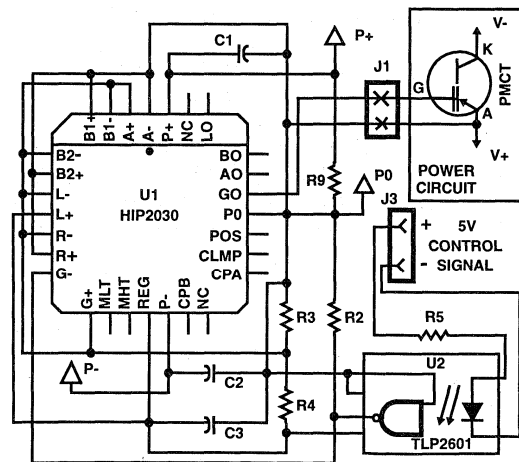 P+
V-
C1
J1
K
PMCT
G
A
V+
POWER
CIRCUIT
B1+
B1-
A+
A-
P+
NC
LO
B2-
B2+
L-
L+
R-
R+
G-
U1
HIP2030
BO
AO
GO
P0
POS
CLMP
CPA
G+
MLT
MHT
REG
P-
CPB
NC
R9
P0
J3
+ 5V
CONTROL
- SIGNAL
R3
R2
R5
P-
C2
R4
C3
U2
TLP2601